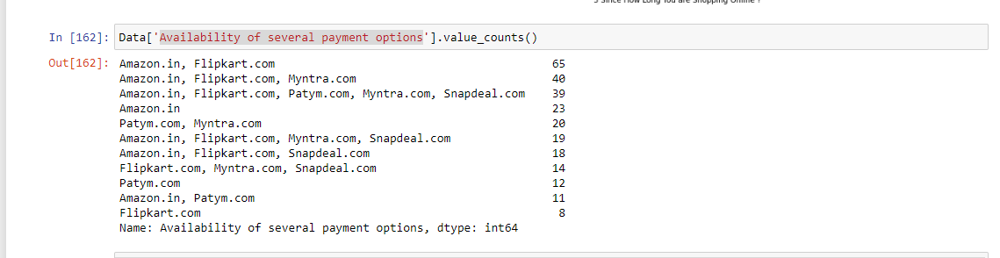 5 Since How Long You are Shopping Online ?
In [162]: Data['Availability of several payment options'].value_counts()
Out[162]: Amazon.in, Flipkart.com 65
Amazon.in, Flipkart.com, Myntra.com 40
Amazon.in, Flipkart.com, Patym.com, Myntra.com, Snapdeal.com 39
Amazon.in 23
Patym.com, Myntra.com 20
Amazon.in, Flipkart.com, Myntra.com, Snapdeal.com 19
Amazon.in, Flipkart.com, Snapdeal.com 18
Flipkart.com, Myntra.com, Snapdeal.com 14
Patym.com 12
Amazon.in, Patym.com 11
Flipkart.com 8
Name: Availability of several payment options, dtype: int64